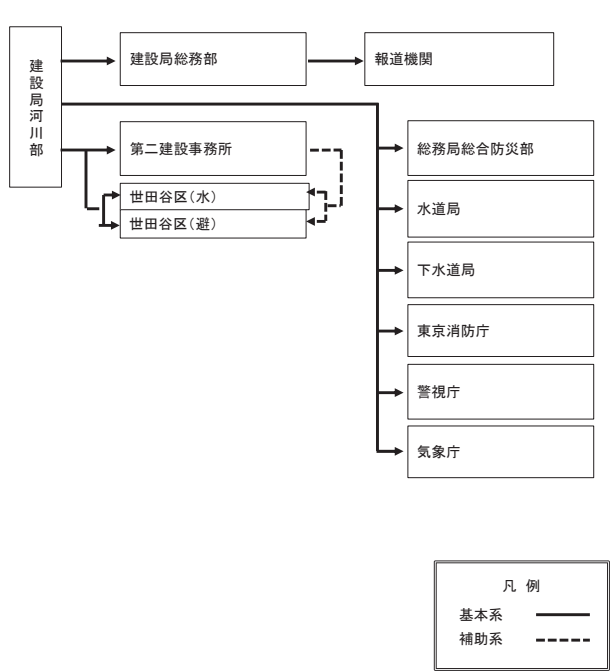 建設局河川部
建設局総務部
報道機関
第二建設事務所
世田谷区(水)
世田谷区(避)
総務局総合防災部
水道局
下水道局
東京消防庁
警視庁
気象庁
凡 例
基本系
補助系